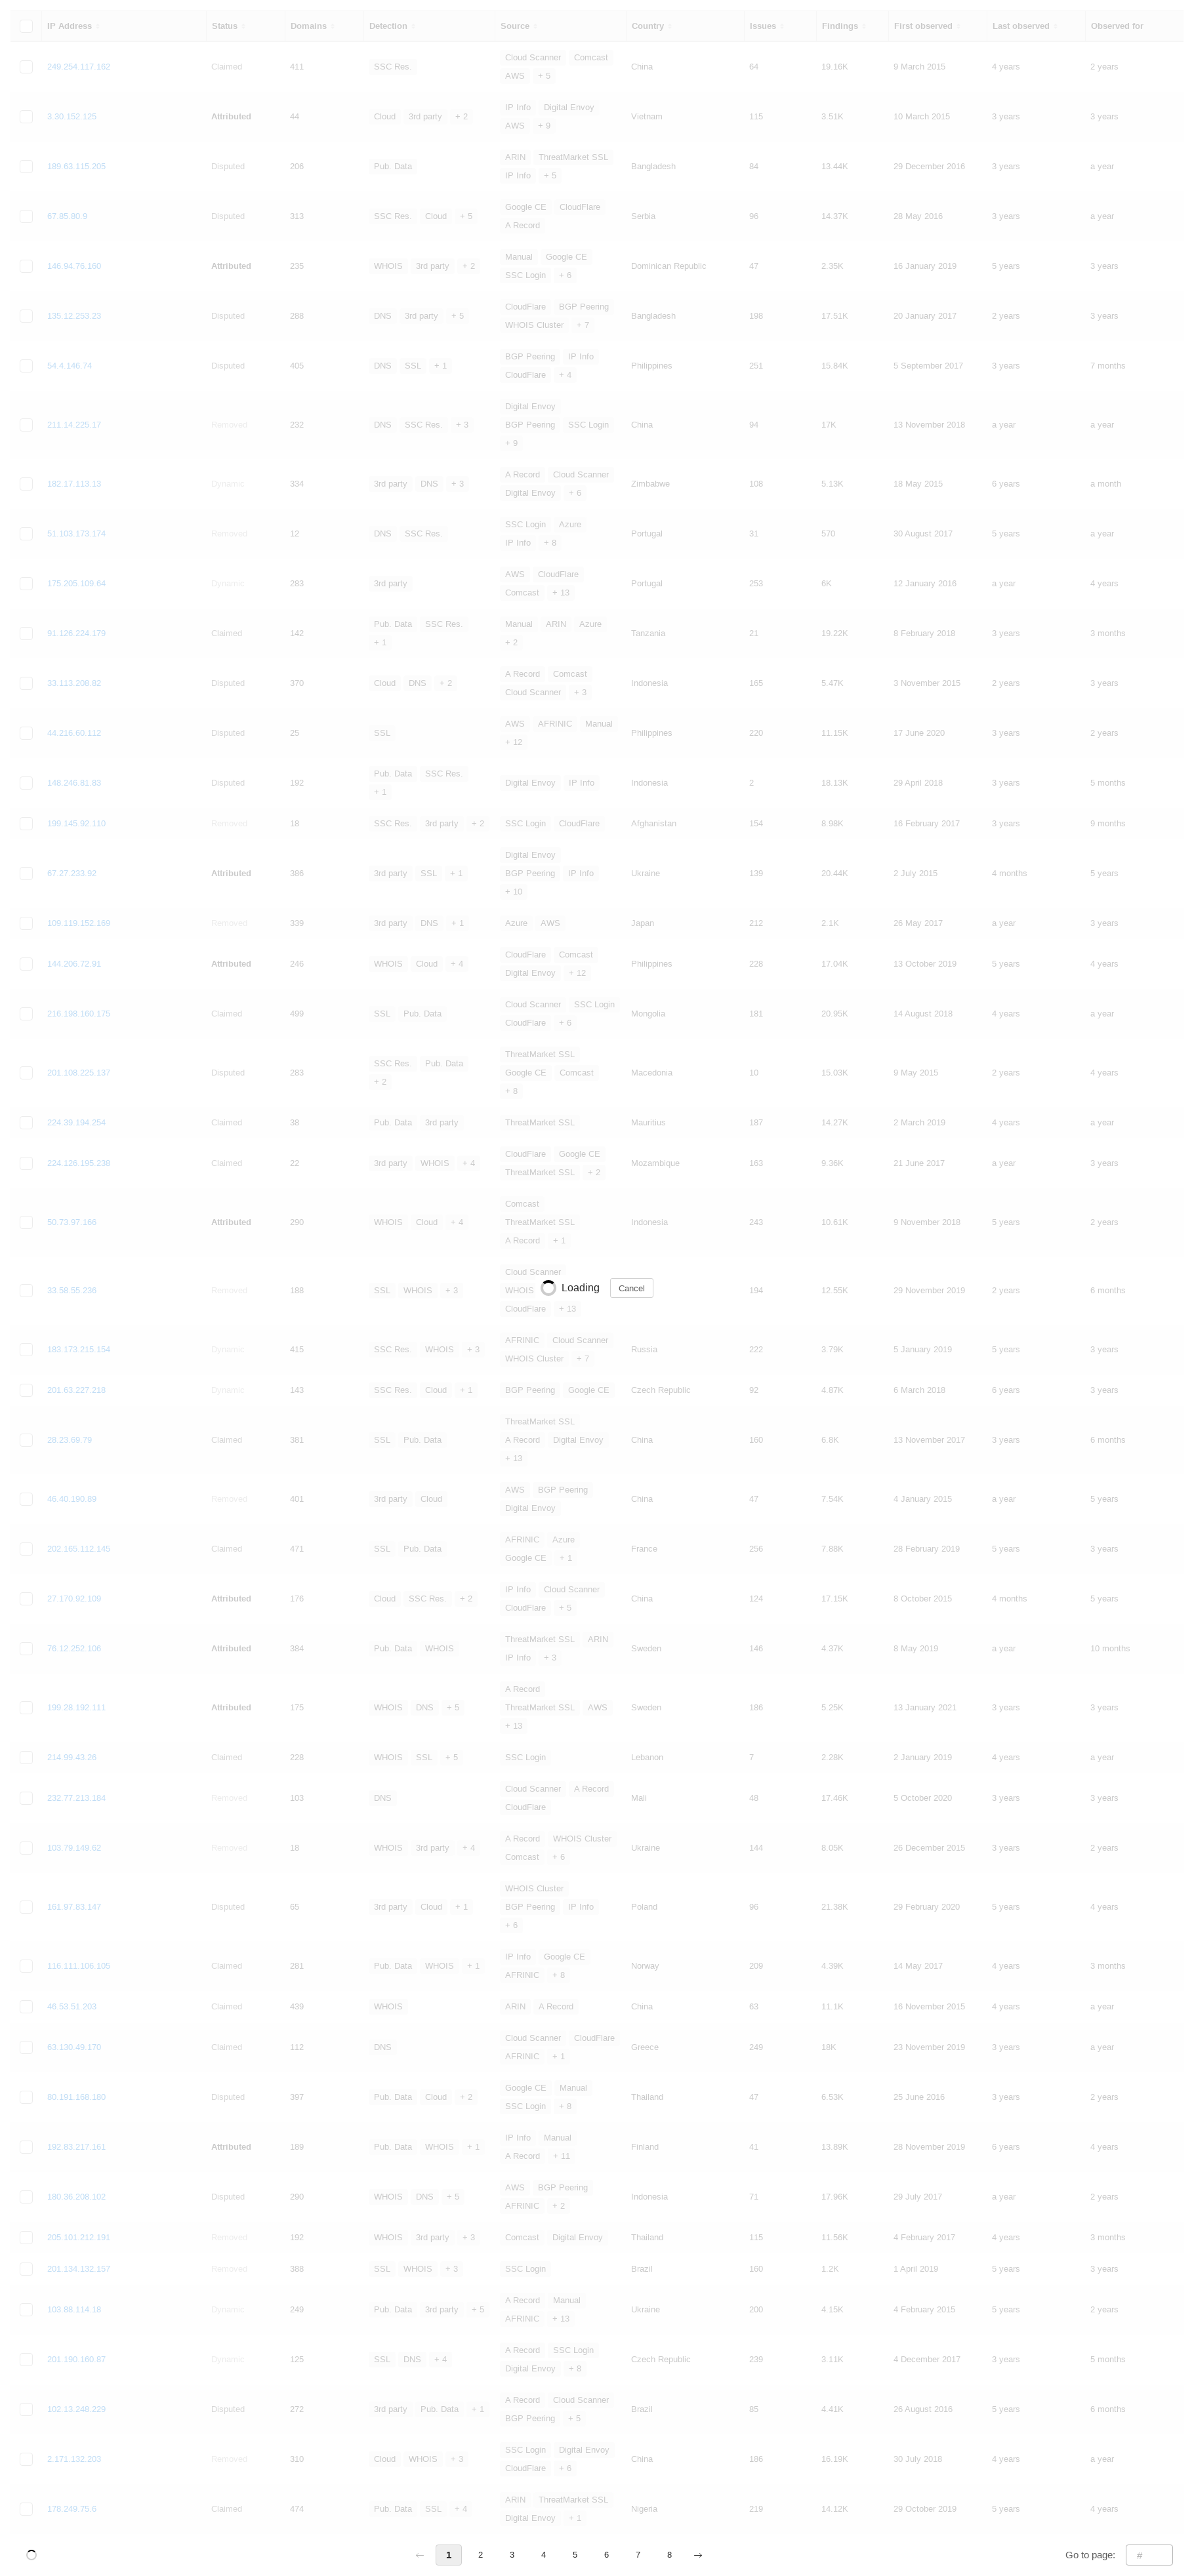 IP Address Status Domains Detection Source Country Issues Findings First observed Last observed Observed for
249.254.117.162 Claimed 411 SSC Res. Cloud Scanner Comcast AWS + 5 China 64 19.16K 9 March 2015 4 years 2 years
3.30.152.125 Attributed 44 Cloud 3rd party + 2 IP Info Digital Envoy AWS + 9 Vietnam 115 3.51K 10 March 2015 3 years 3 years
189.63.115.205 Disputed 206 Pub. Data ARIN ThreatMarket SSL IP Info + 5 Bangladesh 84 13.44K 29 December 2016 3 years a year
67.85.80.9 Disputed 313 SSC Res. Cloud + 5 Google CE CloudFlare A Record Serbia 96 14.37K 28 May 2016 3 years a year
146.94.76.160 Attributed 235 WHOIS 3rd party + 2 Manual Google CE SSC Login + 6 Dominican Republic 47 2.35K 16 January 2019 5 years 3 years
135.12.253.23 Disputed 288 DNS 3rd party + 5 CloudFlare BGP Peering WHOIS Cluster + 7 Bangladesh 198 17.51K 20 January 2017 2 years 3 years
54.4.146.74 Disputed 405 DNS SSL + 1 BGP Peering IP Info CloudFlare + 4 Philippines 251 15.84K 5 September 2017 3 years 7 months
211.14.225.17 Removed 232 DNS SSC Res. + 3 Digital Envoy BGP Peering SSC Login + 9 China 94 17K 13 November 2018 a year a year
182.17.113.13 Dynamic 334 3rd party DNS + 3 A Record Cloud Scanner Digital Envoy + 6 Zimbabwe 108 5.13K 18 May 2015 6 years a month
51.103.173.174 Removed 12 DNS SSC Res. SSC Login Azure IP Info + 8 Portugal 31 570 30 August 2017 5 years a year
175.205.109.64 Dynamic 283 3rd party AWS CloudFlare Comcast + 13 Portugal 253 6K 12 January 2016 a year 4 years
91.126.224.179 Claimed 142 Pub. Data SSC Res. + 1 Manual ARIN Azure + 2 Tanzania 21 19.22K 8 February 2018 3 years 3 months
33.113.208.82 Disputed 370 Cloud DNS + 2 A Record Comcast Cloud Scanner + 3 Indonesia 165 5.47K 3 November 2015 2 years 3 years
44.216.60.112 Disputed 25 SSL AWS AFRINIC Manual + 12 Philippines 220 11.15K 17 June 2020 3 years 2 years
148.246.81.83 Disputed 192 Pub. Data SSC Res. + 1 Digital Envoy IP Info Indonesia 2 18.13K 29 April 2018 3 years 5 months
199.145.92.110 Removed 18 SSC Res. 3rd party + 2 SSC Login CloudFlare Afghanistan 154 8.98K 16 February 2017 3 years 9 months
67.27.233.92 Attributed 386 3rd party SSL + 1 Digital Envoy BGP Peering IP Info + 10 Ukraine 139 20.44K 2 July 2015 4 months 5 years
109.119.152.169 Removed 339 3rd party DNS + 1 Azure AWS Japan 212 2.1K 26 May 2017 a year 3 years
144.206.72.91 Attributed 246 WHOIS Cloud + 4 CloudFlare Comcast Digital Envoy + 12 Philippines 228 17.04K 13 October 2019 5 years 4 years
216.198.160.175 Claimed 499 SSL Pub. Data Cloud Scanner SSC Login CloudFlare + 6 Mongolia 181 20.95K 14 August 2018 4 years a year
201.108.225.137 Disputed 283 SSC Res. Pub. Data + 2 ThreatMarket SSL Google CE Comcast + 8 Macedonia 10 15.03K 9 May 2015 2 years 4 years
224.39.194.254 Claimed 38 Pub. Data 3rd party ThreatMarket SSL Mauritius 187 14.27K 2 March 2019 4 years a year
224.126.195.238 Claimed 22 3rd party WHOIS + 4 CloudFlare Google CE ThreatMarket SSL + 2 Mozambique 163 9.36K 21 June 2017 a year 3 years
50.73.97.166 Attributed 290 WHOIS Cloud + 4 Comcast ThreatMarket SSL A Record + 1 Indonesia 243 10.61K 9 November 2018 5 years 2 years
33.58.55.236 Removed 188 SSL WHOIS + 3 Cloud Scanner WHOIS CloudFlare + 13 194 12.55K 29 November 2019 2 years 6 months
Loading Cancel
183.173.215.154 Dynamic 415 SSC Res. WHOIS + 3 AFRINIC Cloud Scanner WHOIS Cluster + 7 Russia 222 3.79K 5 January 2019 5 years 3 years
201.63.227.218 Dynamic 143 SSC Res. Cloud + 1 BGP Peering Google CE Czech Republic 92 4.87K 6 March 2018 6 years 3 years
28.23.69.79 Claimed 381 SSL Pub. Data ThreatMarket SSL A Record Digital Envoy + 13 China 160 6.8K 13 November 2017 3 years 6 months
46.40.190.69 Removed 401 3rd party Cloud AWS BGP Peering Digital Envoy China 47 7.54K 4 January 2015 a year 5 years
202.165.112.145 Claimed 471 SSL Pub. Data AFRINIC Azure Google CE + 1 France 256 7.88K 28 February 2019 5 years 3 years
27.170.92.109 Attributed 176 Cloud SSC Res. + 2 IP Info Cloud Scanner CloudFlare + 5 China 124 17.15K 8 October 2015 4 months 5 years
76.12.252.106 Attributed 384 Pub. Data WHOIS ThreatMarket SSL ARIN IP Info + 3 Sweden 146 4.37K 8 May 2019 a year 10 months
199.28.192.111 Attributed 175 WHOIS DNS + 5 A Record ThreatMarket SSL AWS + 13 Sweden 186 5.25K 13 January 2021 3 years 3 years
214.99.43.26 Claimed 228 WHOIS SSL + 5 SSC Login Lebanon 7 2.28K 2 January 2019 4 years a year
232.77.213.184 Removed 103 DNS Cloud Scanner A Record CloudFlare Mali 48 17.46K 5 October 2020 3 years 3 years
103.79.149.62 Removed 18 WHOIS 3rd party + 4 A Record WHOIS Cluster Comcast + 6 Ukraine 144 8.05K 26 December 2015 3 years 2 years
161.97.83.147 Disputed 65 3rd party Cloud + 1 WHOIS Cluster BGP Peering IP Info + 6 Poland 96 21.38K 29 February 2020 5 years 4 years
116.111.106.105 Claimed 281 Pub. Data WHOIS + 1 IP Info Google CE AFRINIC + 8 Norway 209 4.39K 14 May 2017 4 years 3 months
46.53.51.203 Claimed 439 WHOIS ARIN A Record China 63 11.1K 16 November 2015 4 years a year
63.130.49.170 Claimed 112 DNS Cloud Scanner CloudFlare AFRINIC + 1 Greece 249 18K 23 November 2019 3 years a year
80.191.168.180 Disputed 397 Pub. Data Cloud + 2 Google CE Manual SSC Login + 8 Thailand 47 6.53K 25 June 2016 3 years 2 years
192.83.217.161 Attributed 189 Pub. Data WHOIS + 1 IP Info Manual A Record + 11 Finland 41 13.89K 28 November 2019 6 years 4 years
180.36.208.102 Disputed 290 WHOIS DNS + 5 AWS BGP Peering AFRINIC + 2 Indonesia 71 17.96K 29 July 2017 a year 2 years
205.101.212.191 Removed 192 WHOIS 3rd party + 3 Comcast Digital Envoy Thailand 115 11.56K 4 February 2017 4 years 3 months
201.134.132.157 Removed 388 SSL WHOIS + 3 SSC Login Brazil 160 1.2K 1 April 2019 5 years 3 years
103.88.114.18 Dynamic 249 Pub. Data 3rd party + 5 A Record Manual AFRINIC + 13 Ukraine 200 4.15K 4 February 2015 5 years 2 years
201.190.160.87 Dynamic 125 SSL DNS + 4 A Record SSC Login Digital Envoy + 8 Czech Republic 239 3.11K 4 December 2017 3 years 5 months
102.13.248.229 Disputed 272 3rd party Pub. Data + 1 A Record Cloud Scanner BGP Peering + 5 Brazil 85 4.41K 26 August 2016 5 years 6 months
2.171.132.203 Removed 310 Cloud WHOIS + 3 SSC Login Digital Envoy CloudFlare + 6 China 186 16.19K 30 July 2018 4 years a year
178.249.75.6 Claimed 474 Pub. Data SSL + 4 ARIN ThreatMarket SSL Digital Envoy + 1 Nigeria 219 14.12K 29 October 2019 5 years 4 years
← 1 2 3 4 5 6 7 8 → Go to page: #